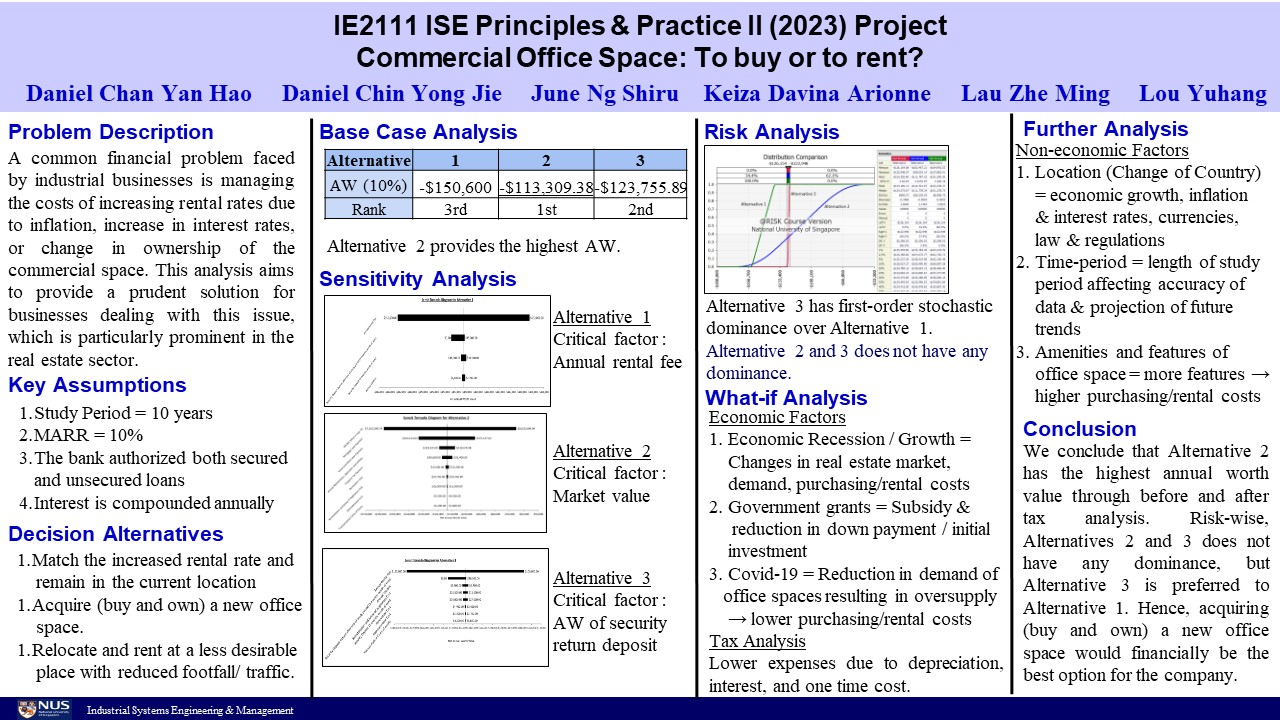 IE2111 ISE Principles & Practice II (2023) Project
Commercial Office Space: To buy or to rent?
Daniel Chan Yan Hao Daniel Chin Yong Jie June Ng Shiru Keiza Davina Arionne Lau Zhe Ming Lou Yuhang
Problem Description
A common financial problem faced
by industrial businesses is managing
the costs of increasing rental rates due
to inflation, increase in interest rates,
or change in ownership of the
commercial space. This analysis aims
to provide a prudent solution for
businesses dealing with this issue,
which is particularly prominent in the
real estate sector.
Key Assumptions
1. Study Period = 10 years
2. MARR = 10%
3. The bank authorized both secured
and unsecured loans
4. Interest is compounded annually
Decision Alternatives
1. Match the increased rental rate and
remain in the current location
1. Acquire (buy and own) a new office
space.
1. Relocate and rent at a less desirable
place with reduced footfall/ traffic.
Base Case Analysis
Alternative 1 2 3
AW (10%) -$150,600 -$113,309.38 -$123,755.89
Rank 3rd 1st 2nd
Alternative 2 provides the highest AW.
Sensitivity Analysis
Alternative 1
Critical factor :
Annual rental fee
Alternative 2
Critical factor :
Market value
Alternative 3
Critical factor :
AW of security
return deposit
Risk Analysis
Distribution Comparison
Alternative 1
Alternative 2
Alternative 3
@RISK Course Version
National University of Singapore
Alternative 3 has first-order stochastic
dominance over Alternative 1.
Alternative 2 and 3 does not have any
dominance.
What-if Analysis
Economic Factors
1. Economic Recession / Growth =
Changes in real estate market,
demand, purchasing/rental costs
2. Government grants = Subsidy &
reduction in down payment / initial
investment
3. Covid-19 = Reduction in demand of
office spaces resulting in oversupply
→ lower purchasing/rental costs
Tax Analysis
Lower expenses due to depreciation,
interest, and one time cost.
Further Analysis
Non-economic Factors
1. Location (Change of Country)
= economic growth, inflation
& interest rates, currencies,
law & regulations
2. Time-period = length of study
period affecting accuracy of
data & projection of future
trends
3. Amenities and features of
office space = more features →
higher purchasing/rental costs
Conclusion
We conclude that Alternative 2
has the highest annual worth
value through before and after
tax analysis. Risk-wise,
Alternatives 2 and 3 does not
have any dominance, but
Alternative 3 is preferred to
Alternative 1. Hence, acquiring
(buy and own) a new office
space would financially be the
best option for the company.
NUS
National University
of Singapore
Industrial Systems Engineering & Management